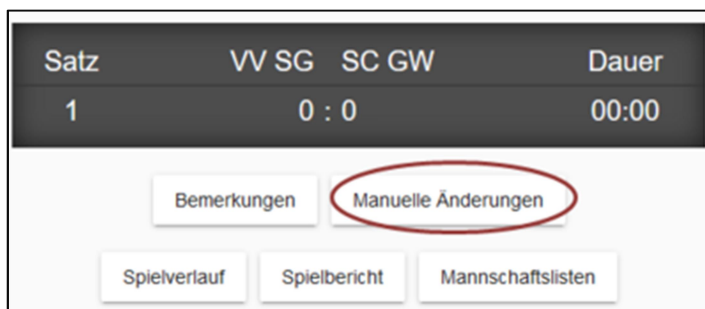 Satz VV SG SC GW Dauer
1 0 : 0 00:00
Bemerkungen Manuelle Änderungen
Spielverlauf Spielbericht Mannschaftslisten